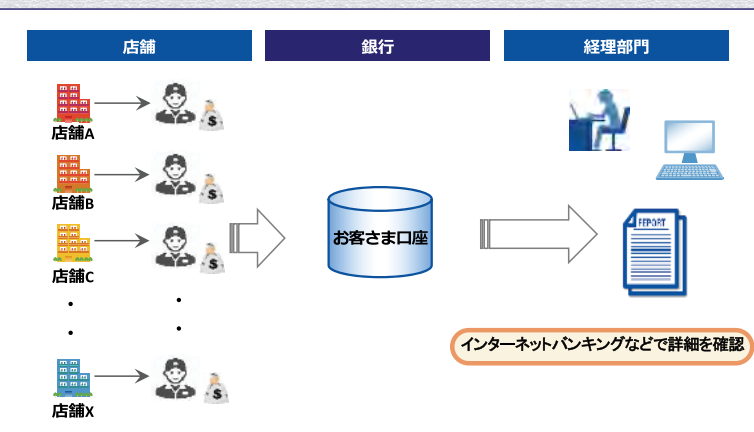 店舗
銀行
経理部門
店舗A
店舗B
お客さま口座
REPORT
店舗C
・
・
・
・
インターネットバンキングなどで詳細を確認
店舗X
$
$
$
$